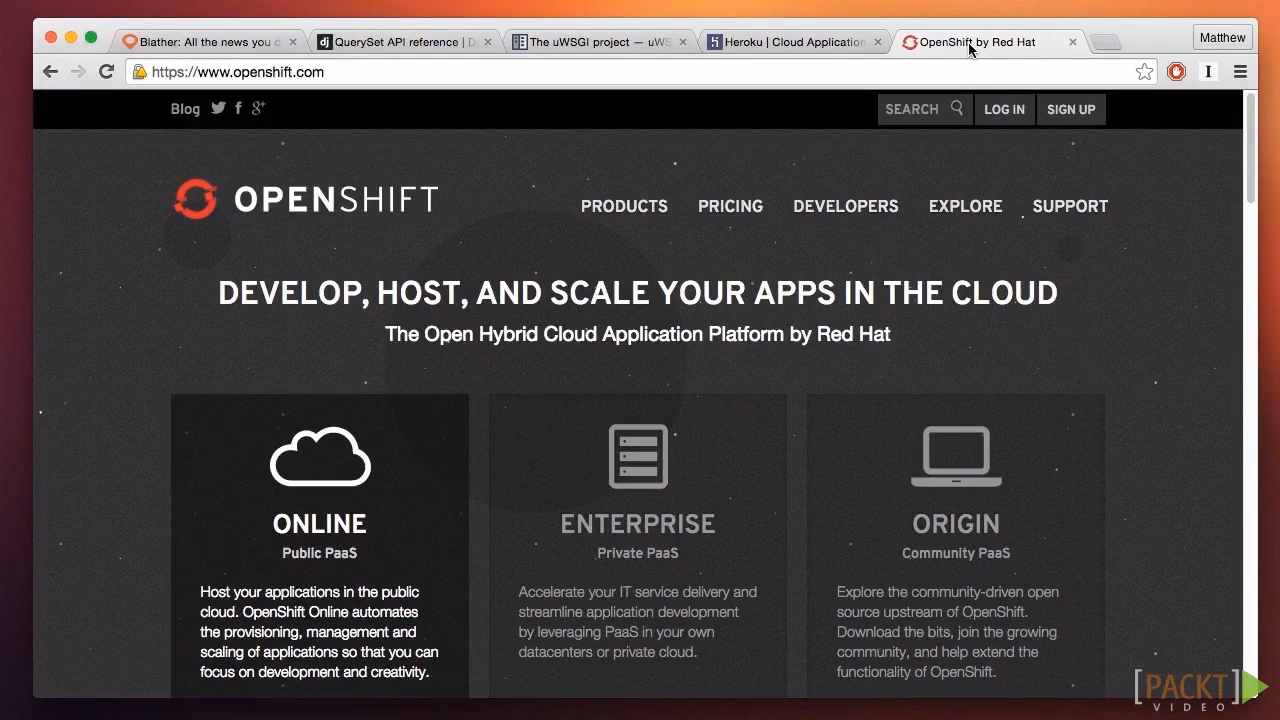 Blather: All the news you d
QuerySet API reference | D
The uWSGI project — uWS
Heroku | Cloud Application
OpenShift by Red Hat
Matthew
https://www.openshift.com
Blog
SEARCH
LOG IN
SIGN UP
OPENSHIFT
PRODUCTS
PRICING
DEVELOPERS
EXPLORE
SUPPORT
DEVELOP, HOST, AND SCALE YOUR APPS IN THE CLOUD
The Open Hybrid Cloud Application Platform by Red Hat
ONLINE
Public PaaS
Host your applications in the public
cloud. OpenShift Online automates
the provisioning, management and
scaling of applications so that you can
focus on development and creativity.
ENTERPRISE
Private PaaS
Accelerate your IT service delivery and
streamline application development
by leveraging PaaS in your own
datacenters or private cloud.
ORIGIN
Community PaaS
Explore the community-driven open
source upstream of OpenShift.
Download the bits, join the growing
community, and help extend the
functionality of OpenShift.
[PACKT]
VIDEO